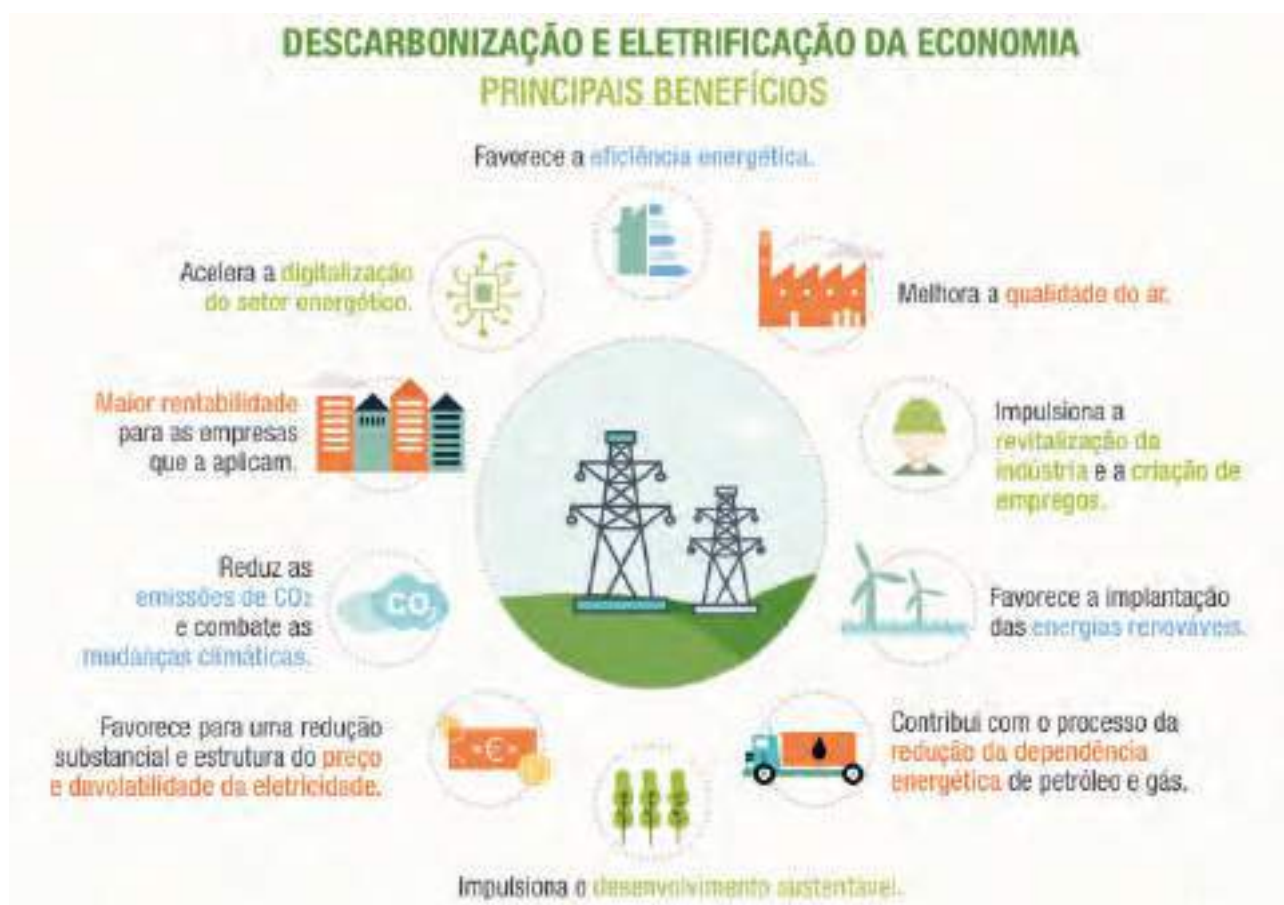 DESCARBONIZAÇÃO E ELETRIFICAÇÃO DA ECONOMIA
PRINCIPAIS BENEFÍCIOS
Favorece a eficiência energética.
Acelera a digitalização
do setor energético.
Melhora a qualidade do ar.
Maior rentabilidade
para as empresas
que a aplicam.
Impulsiona a
revitalização da
indústria e a criação de
empregos.
Reduz as
emissões de CO₂
e combate as
mudanças climáticas.
CO₂
Favorece a implantação
das energias renováveis.
Favorece para uma redução
substancial e estrutura do preço
e davolatilidade da eletricidade.
€
Contribui com o processo da
redução da dependência
energética de petróleo e gás.
Impulsiona o desenvolvimento sustentável.